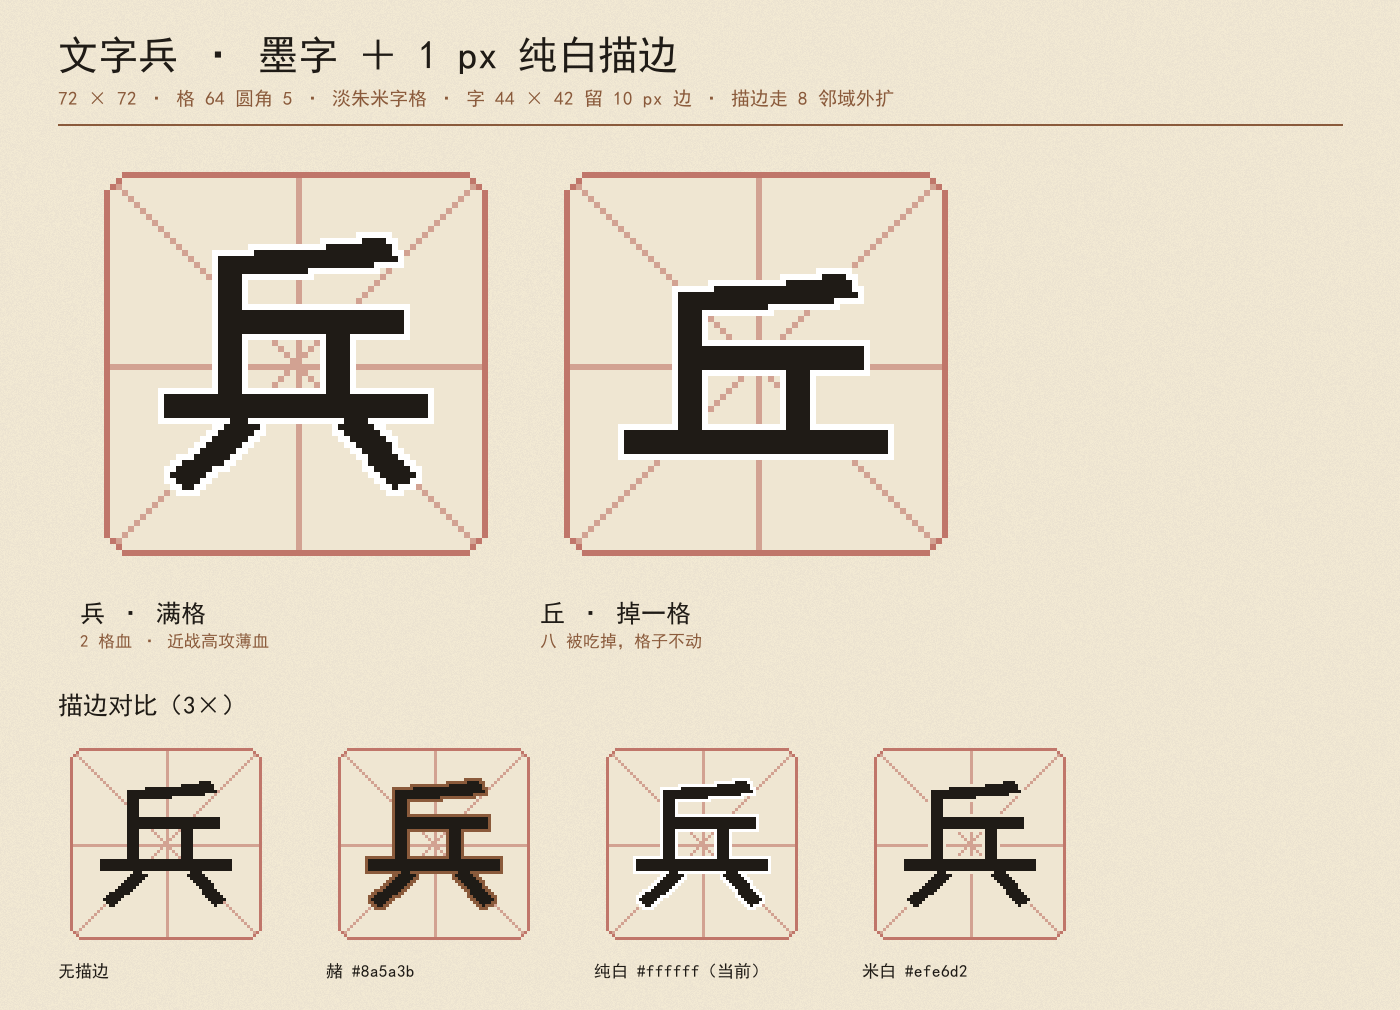 文字兵 · 墨字 ＋ 1 px 纯白描边
72 × 72 · 格 64 圆角 5 · 淡朱米字格 · 字 44 × 42 留 10 px 边 · 描边走 8 邻域外扩
兵
丘
兵 · 满格
丘 · 掉一格
2 格血 · 近战高攻薄血
八 被吃掉，格子不动
描边对比（3×）
兵
兵
兵
兵
无描边
赭 #8a5a3b
纯白 #ffffff（当前）
米白 #efe6d2